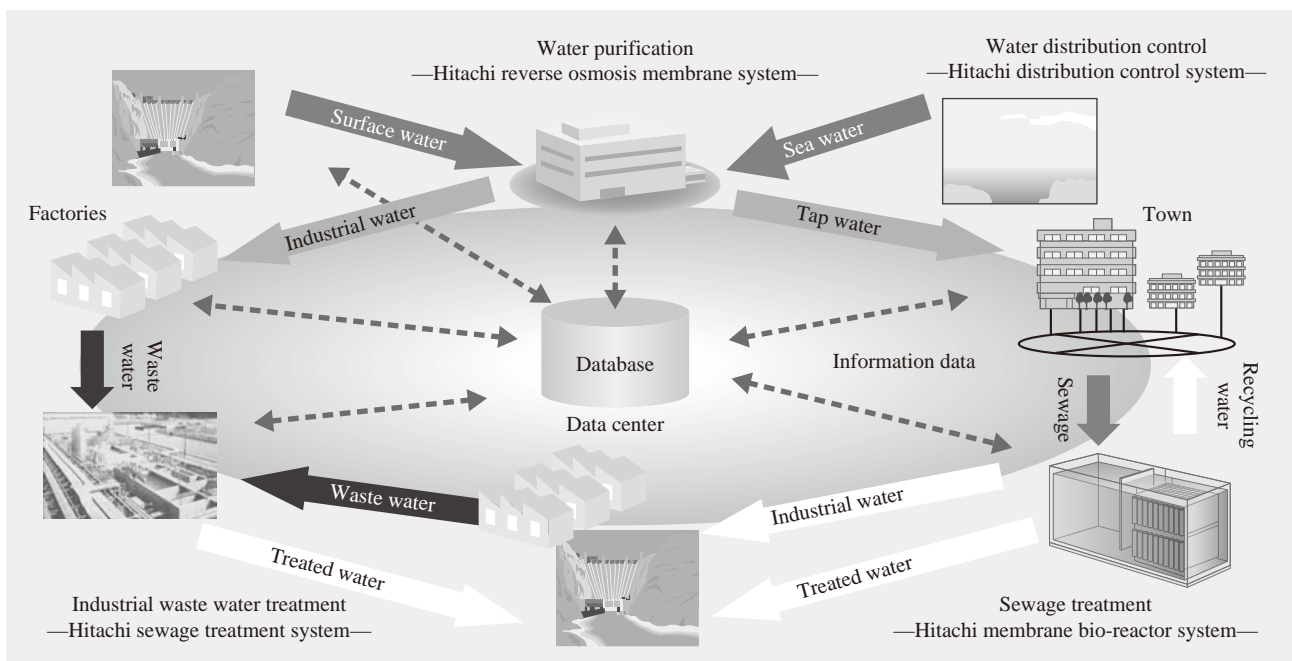 Water purification
—Hitachi reverse osmosis membrane system—
Water distribution control
—Hitachi distribution control system—
Surface water
Sea water
Factories
Industrial water
Tap water
Town
Waste
water
Database
Information data
Data center
Sewage
Recycling
water
Waste water
Industrial water
Treated water
Treated water
Industrial waste water treatment
—Hitachi sewage treatment system—
Sewage treatment
—Hitachi membrane bio-reactor system—